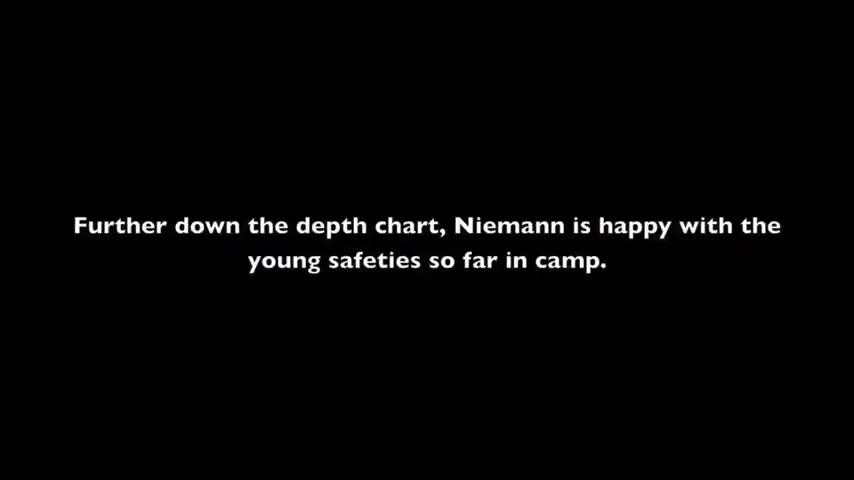 Further down the depth chart, Niemann is happy with the
young safeties so far in camp.